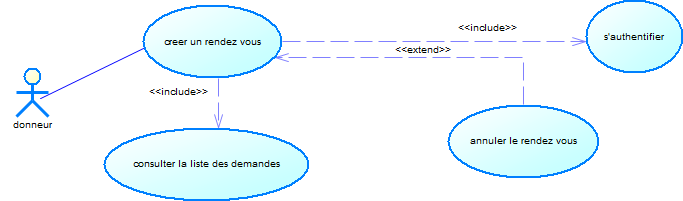 creer un rendez vous
<<include>>
s'authentifier
<<extend>>
<<include>>
donneur
annuler le rendez vous
consulter la liste des demandes